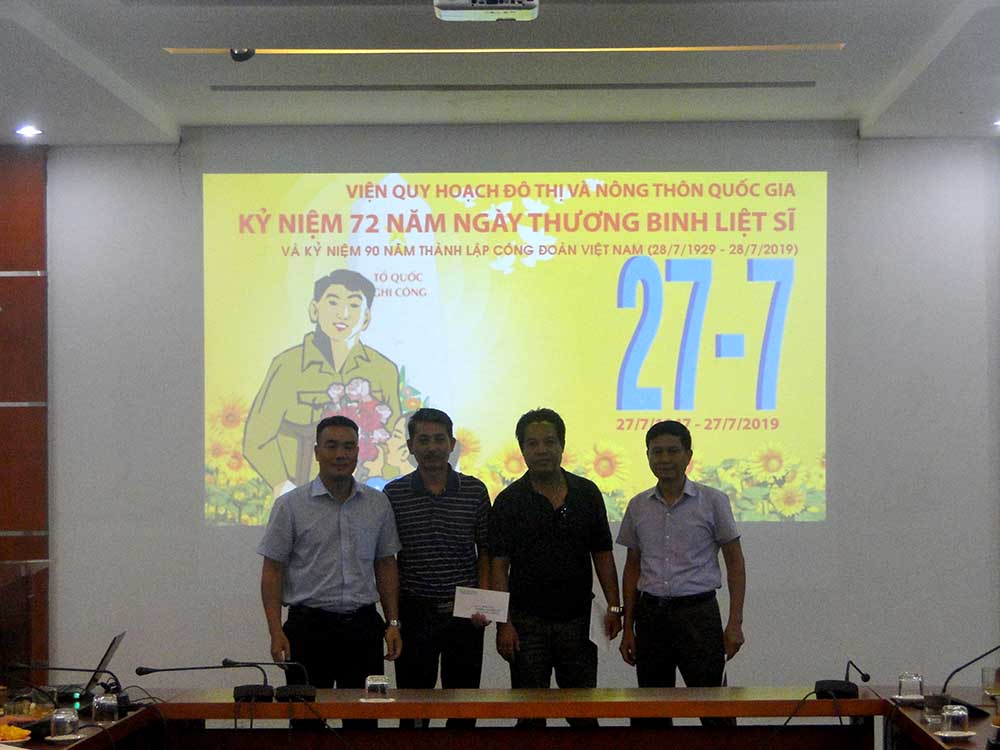 VIỆN QUY HOẠCH ĐÔ THỊ VÀ NÔNG THÔN QUỐC GIA
KỶ NIỆM 72 NĂM NGÀY THƯƠNG BINH LIỆT SĨ
VÀ KỶ NIỆM 90 NĂM THÀNH LẬP CÔNG ĐOÀN VIỆT NAM (28/7/1929 - 28/7/2019)
TỔ QUỐC
GHI CÔNG
27-7
- 27/7/2019